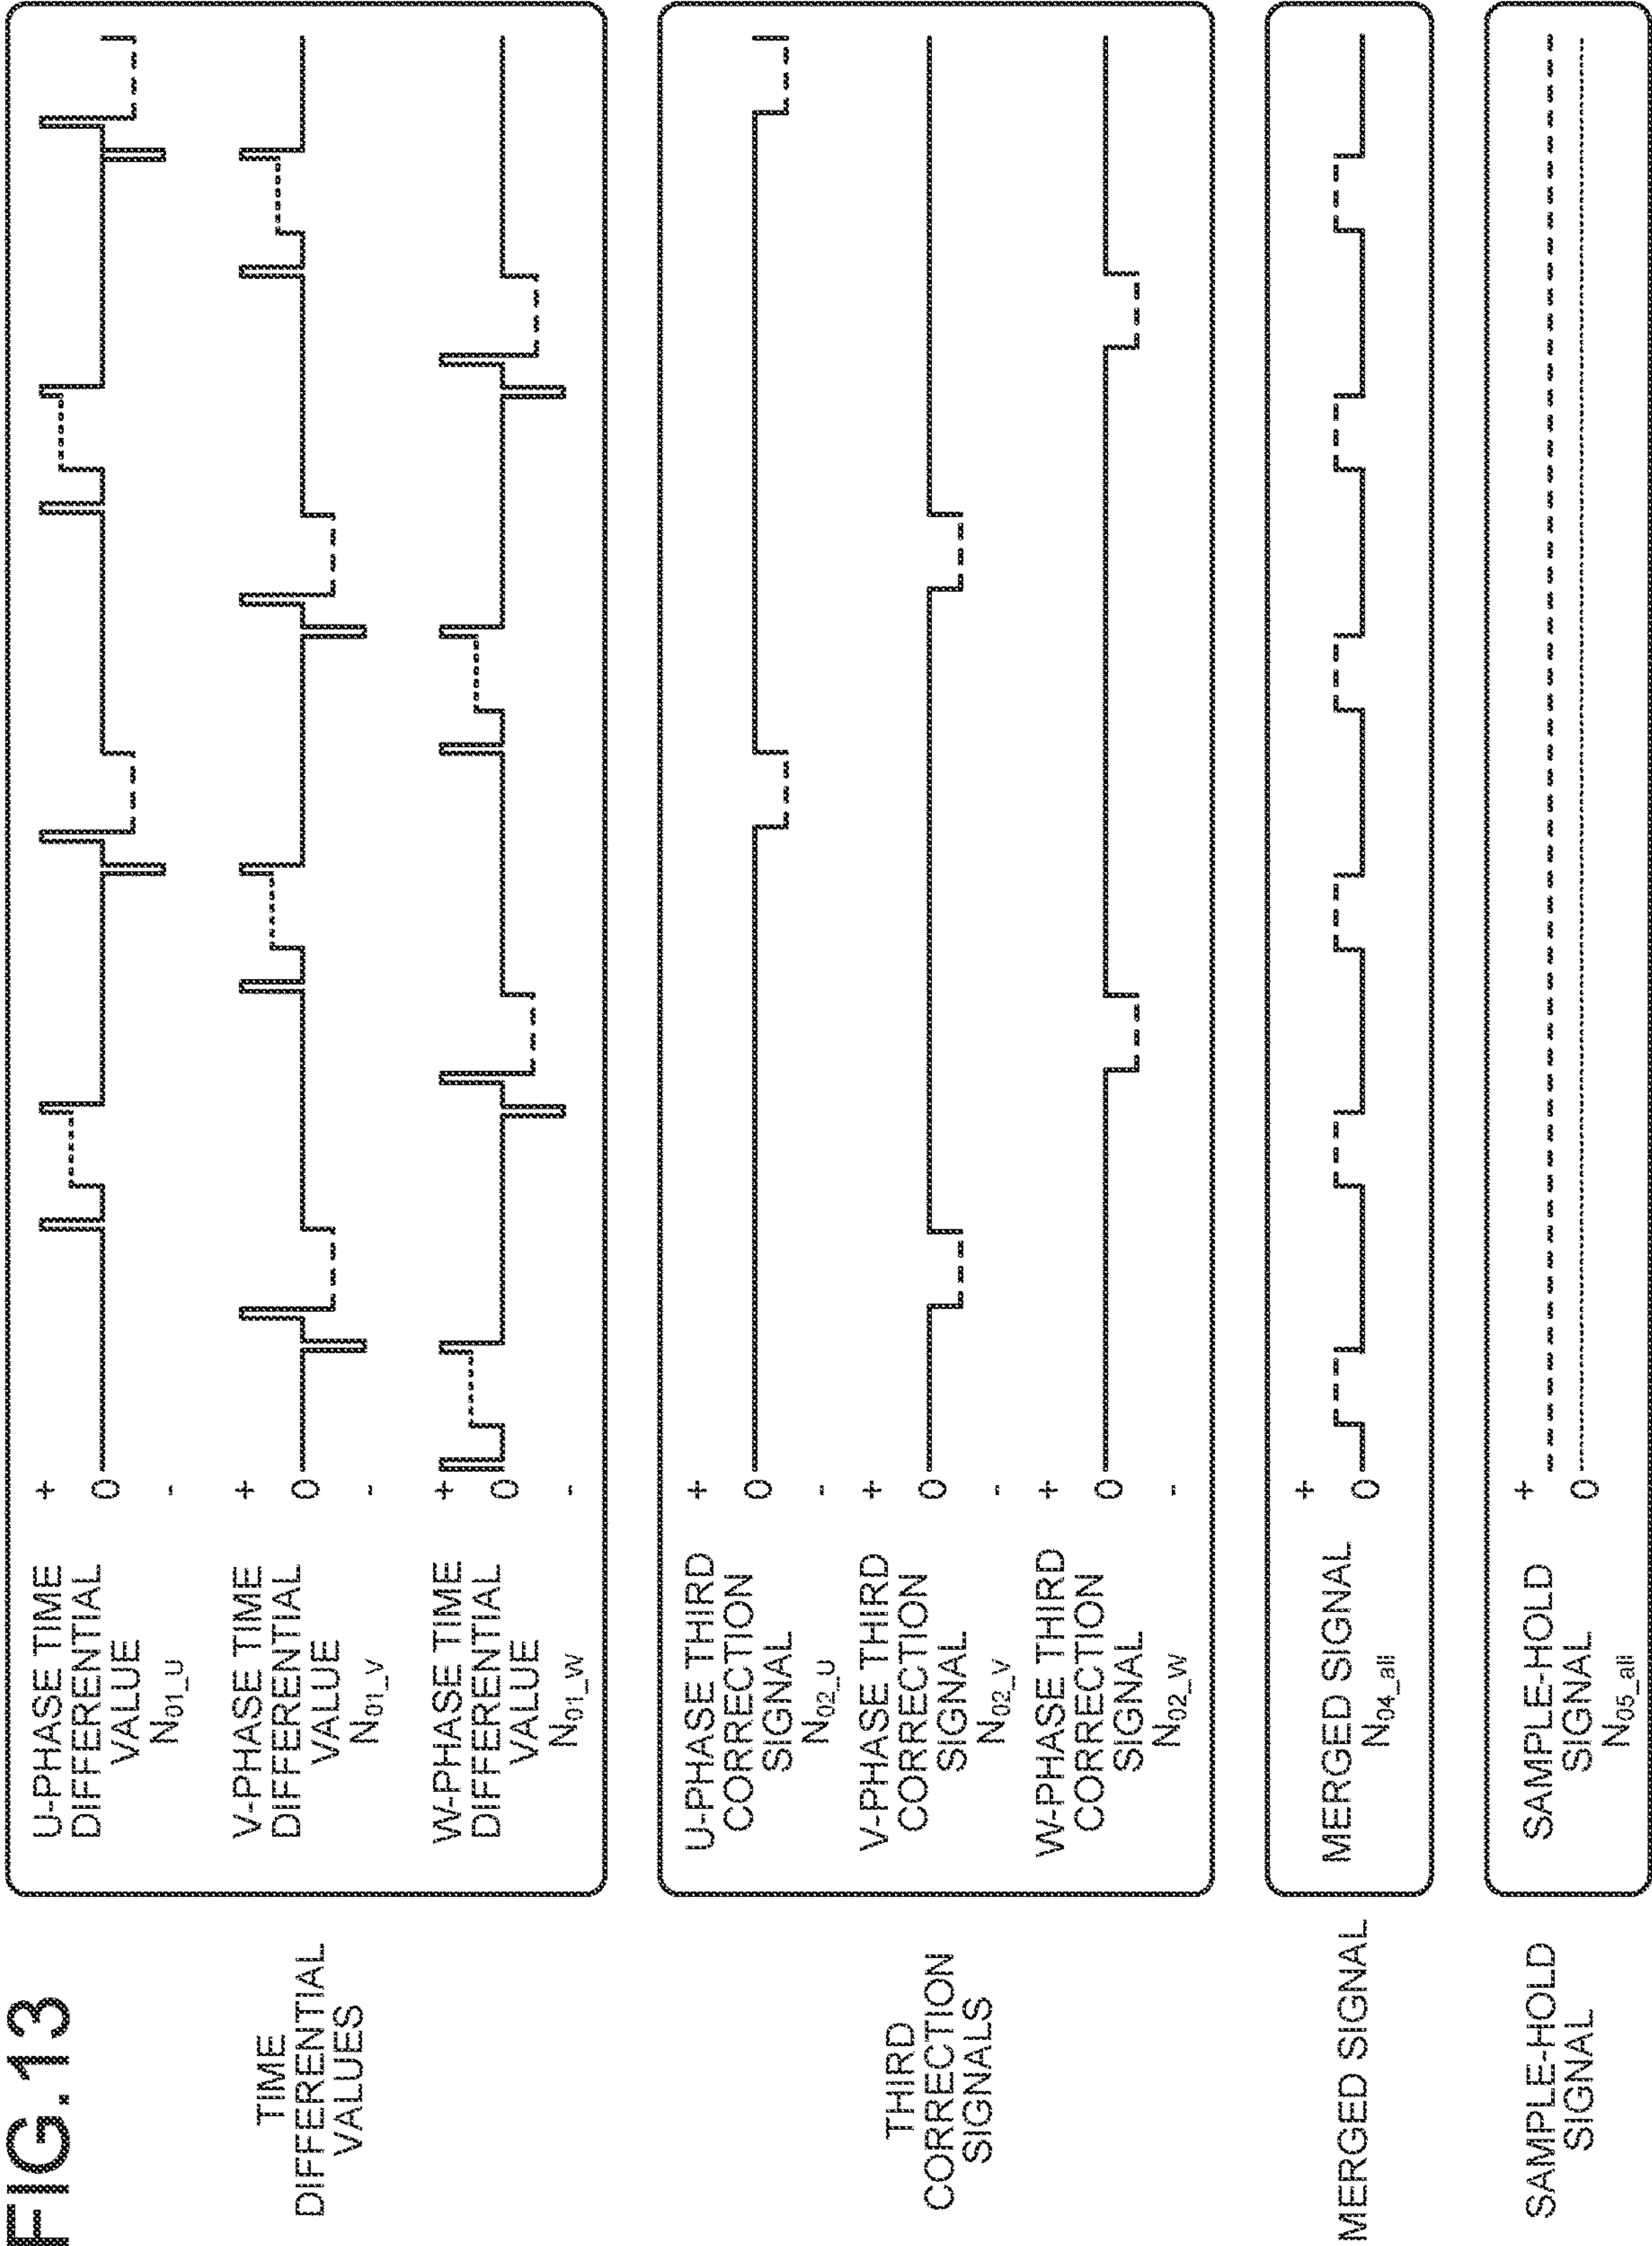 FIG.13
TIME
DIFFERENTIAL
VALUES
U-PHASE TIME
DIFFERENTIAL
VALUE
N01_U
+
0
-
V-PHASE TIME
DIFFERENTIAL
VALUE
N01_V
+
0
-
W-PHASE TIME
DIFFERENTIAL
VALUE
N01_W
+
0
-
THIRD
CORRECTION
SIGNALS
U-PHASE THIRD
CORRECTION
SIGNAL
N02_U
+
0
-
V-PHASE THIRD
CORRECTION
SIGNAL
N02_V
+
0
-
W-PHASE THIRD
CORRECTION
SIGNAL
N02_W
+
0
-
MERGED SIGNAL
MERGED SIGNAL
N04_all
+
0
SAMPLE-HOLD
SIGNAL
SAMPLE-HOLD
SIGNAL
N05_all
+
0